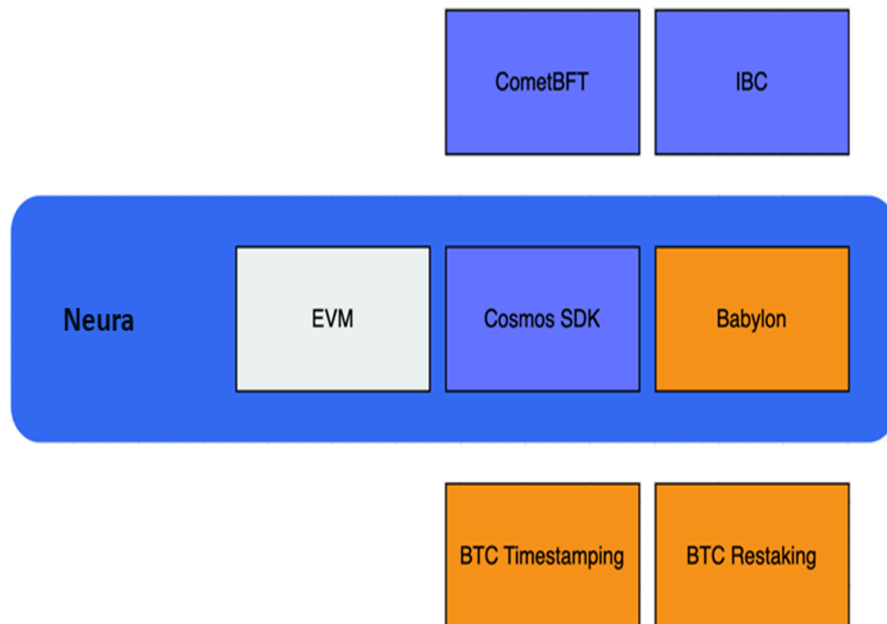 CometBFT
IBC
Neura
EVM
Cosmos SDK
Babylon
BTC Timestamping
BTC Restaking